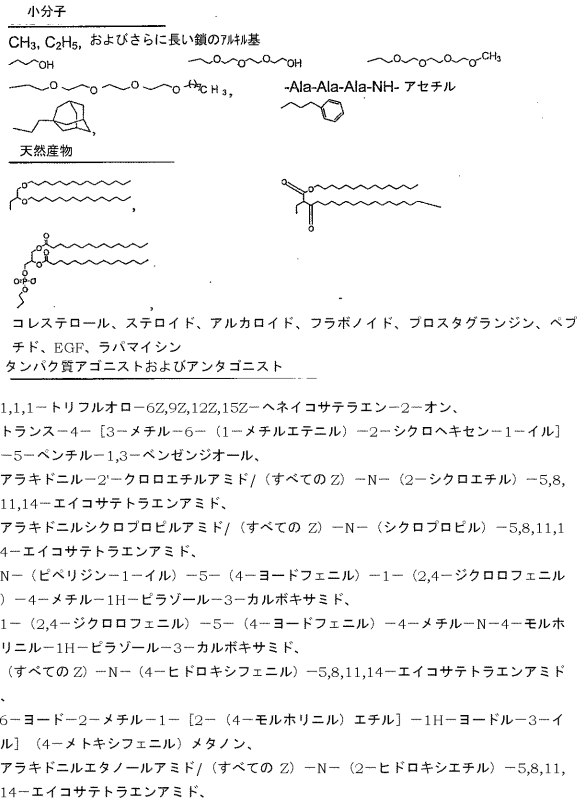 小分子
CH3, C2H5, およびさらに長い鎖のアルキル基
OH
O O O OH
O O O O CH3
O O O O CH3,
-Ala-Ala-Ala-NH- アセチル
,
天然産物
O
O
,
O
O
O
O
O
O
O
O
O P O
O
,
コレステロール、ステロイド、アルカロイド、フラボノイド、プロスタグランジン、ペプ
チド、EGF、ラパマイシン
タンパク質アゴニストおよびアンタゴニスト
1,1,1－トリフルオロ－6Z,9Z,12Z,15Z－ヘネイコサテラエン－2－オン、
トランス－4－［3－メチル－6－（1－メチルエテニル）－2－シクロヘキセン－1－イル］
－5－ペンチル－1,3－ベンゼンジオール、
アラキドニル－2'－クロロエチルアミド/（すべての Z）－N－（2－シクロエチル）－5,8,
11,14－エイコサテトラエンアミド、
アラキドニルシクロプロピルアミド/（すべての Z）－N－（シクロプロピル）－5,8,11,1
4－エイコサテトラエンアミド、
N－（ピペリジン－1－イル）－5－（4－ヨードフェニル）－1－（2,4－ジクロロフェニル
）－4－メチル－1H－ピラゾール－3－カルボキサミド、
1－（2,4－ジクロロフェニル）－5－（4－ヨードフェニル）－4－メチル－N－4－モルホ
リニル－1H－ピラゾール－3－カルボキサミド、
（すべての Z）－N－（4－ヒドロキシフェニル）－5,8,11,14－エイコサテトラエンアミド
、
6－ヨード－2－メチル－1－［2－（4－モルホリニル）エチル］－1H－ヨードル－3－イ
ル］（4－メトキシフェニル）メタノン、
アラキドニルエタノールアミド/（すべての Z）－N－（2－ヒドロキシエチル）－5,8,11,
14－エイコサテトラエンアミド、